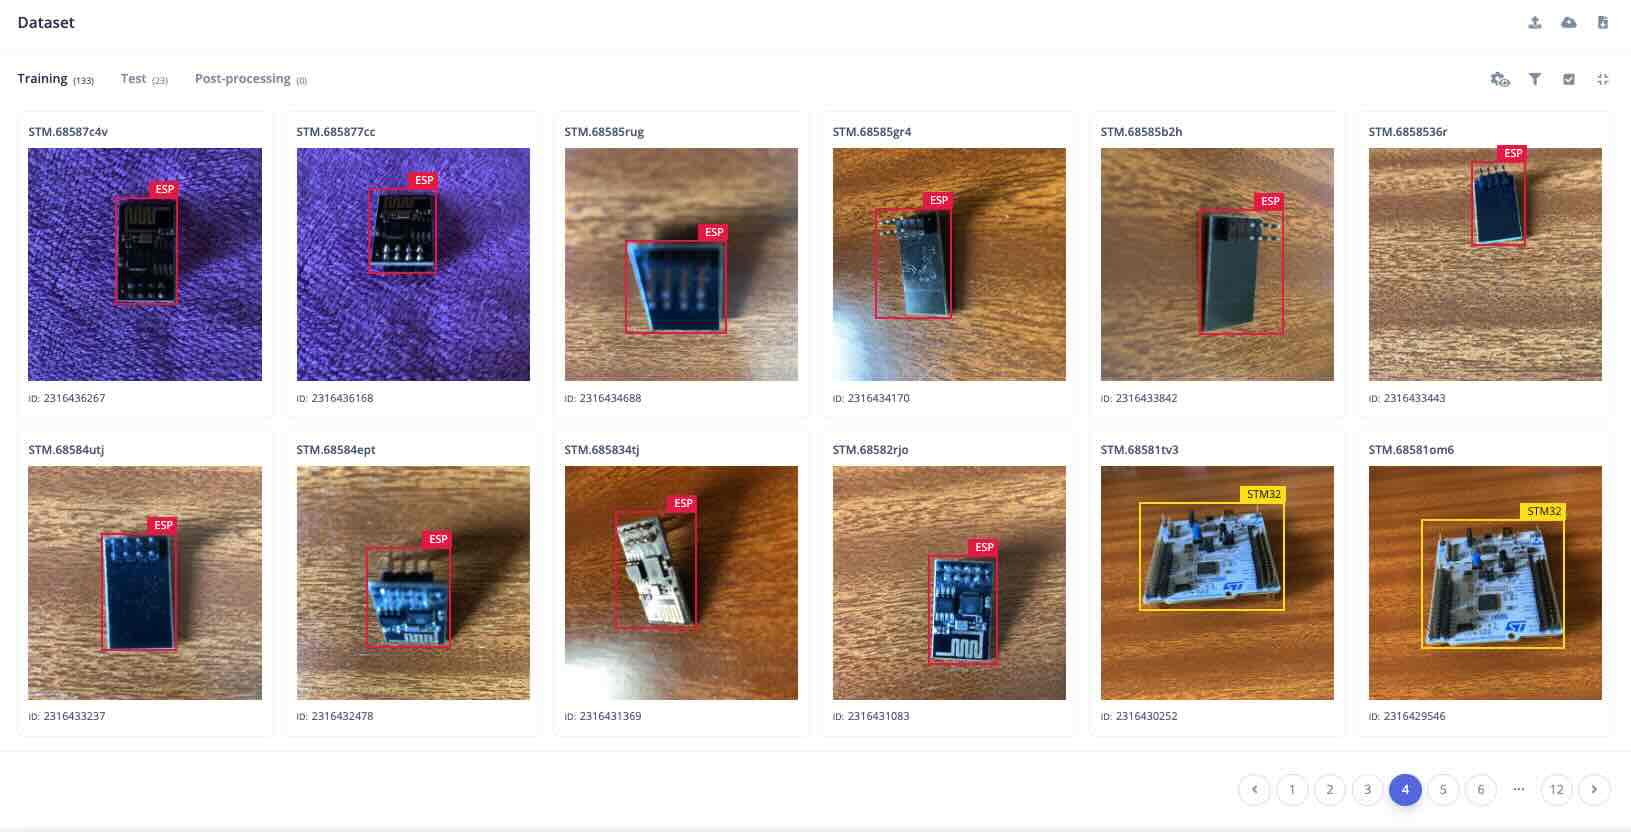 Dataset
Training (133) Test (23) Post-processing (0)
STM.68587c4v STM.685877cc STM.68585rug STM.68585gr4 STM.68585b2h STM.6858536r
ESP ESP ESP ESP ESP ESP
ID: 2316436267 ID: 2316436168 ID: 2316434688 ID: 2316434170 ID: 2316433842 ID: 2316433443
STM.68584utj STM.68584ept STM.685834tj STM.68582rjo STM.68581tv3 STM.68581om6
ESP ESP ESP ESP STM32 STM32
ST ST
ID: 2316433237 ID: 2316432478 ID: 2316431369 ID: 2316431083 ID: 2316430252 ID: 2316429546
1 2 3 4 5 6 ... 12